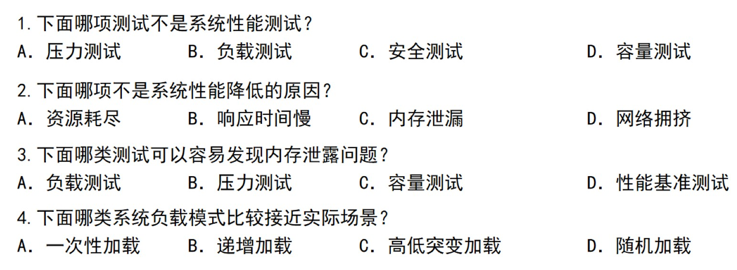 1.下面哪项测试不是系统性能测试？
A．压力测试 B．负载测试 C．安全测试 D．容量测试
2.下面哪项不是系统性能降低的原因？
A．资源耗尽 B．响应时间慢 C．内存泄漏 D．网络拥挤
3.下面哪类测试可以容易发现内存泄露问题？
A．负载测试 B．压力测试 C．容量测试 D．性能基准测试
4.下面哪类系统负载模式比较接近实际场景？
A．一次性加载 B．递增加载 C．高低突变加载 D．随机加载